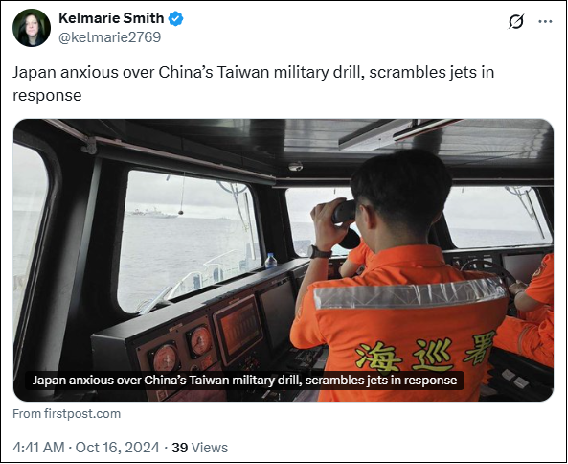 Kelmarie Smith
@kelmarie2769
Japan anxious over China's Taiwan military drill, scrambles jets in
response
海巡署
Japan anxious over China's Taiwan military drill, scrambles jets in response
From firstpost.com
4:41 AM · Oct 16, 2024 · 39 Views